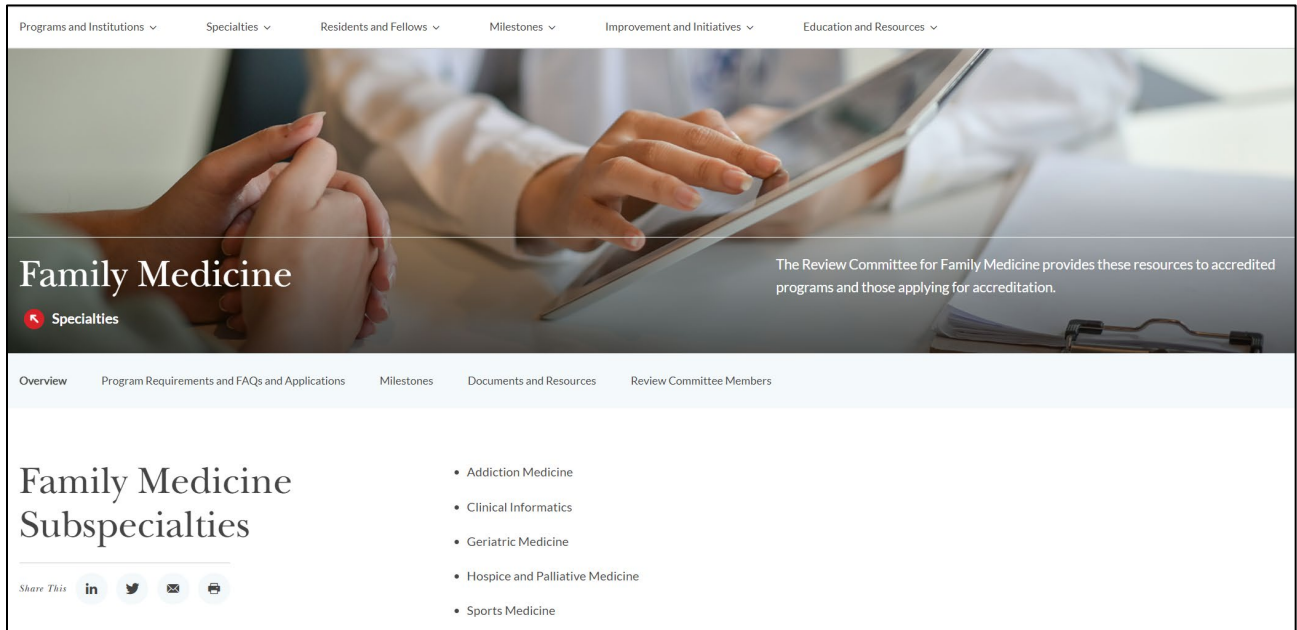 Programs and Institutions
Specialties
Residents and Fellows
Milestones
Improvement and Initiatives
Education and Resources
Family Medicine
Specialties
The Review Committee for Family Medicine provides these resources to accredited
programs and those applying for accreditation.
Overview
Program Requirements and FAQs and Applications
Milestones
Documents and Resources
Review Committee Members
Family Medicine
Subspecialties
Share This
in
• Addiction Medicine
• Clinical Informatics
• Geriatric Medicine
• Hospice and Palliative Medicine
• Sports Medicine